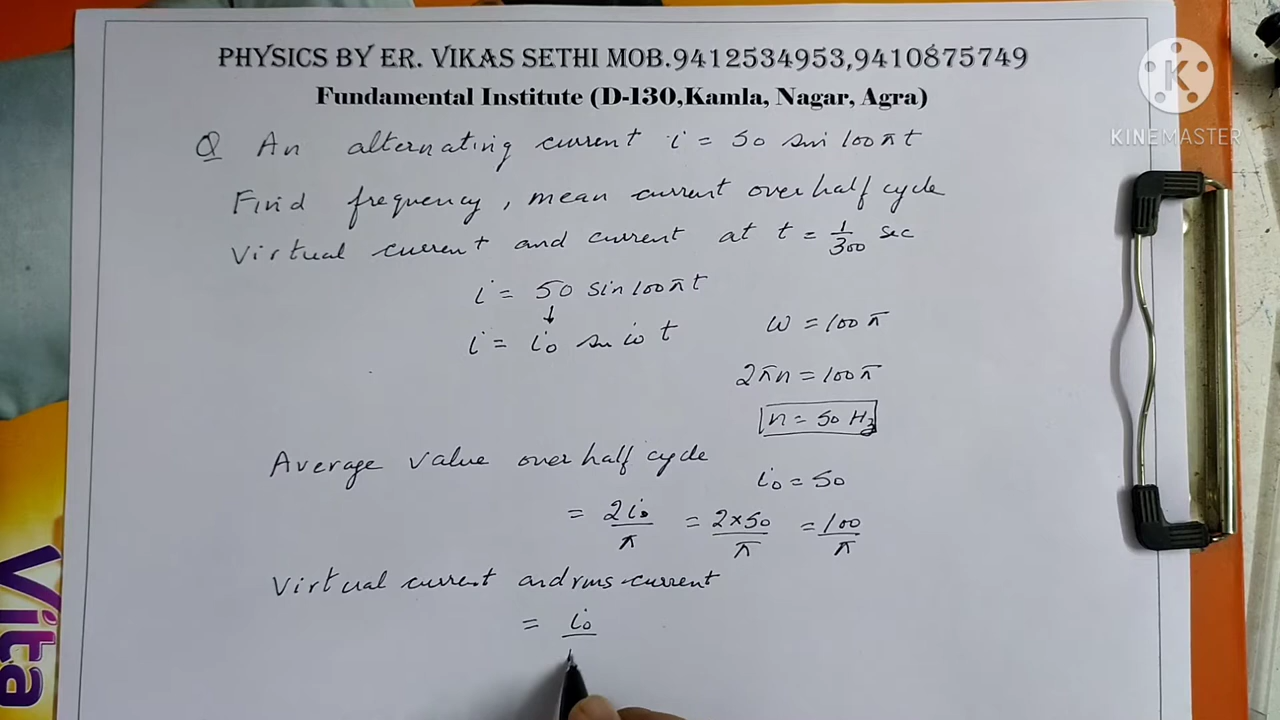 PHYSICS BY ER. VIKAS SETHI MOB.9412534953,9410875749
Fundamental Institute (D-130,Kamla, Nagar, Agra)
KINEMASTER
Q An alternating current i = 50 sin 100πt
Find frequency, mean current over half cycle
Virtual current and current at t = 1/300 sec
i = 50 sin 100πt
i = i₀ sin ωt
ω = 100π
2πn = 100π
n = 50 Hz
Average value over half cycle
i₀ = 50
= 2i₀/π = 2×50/π = 100/π
Virtual current and rms current
= i₀
Vita